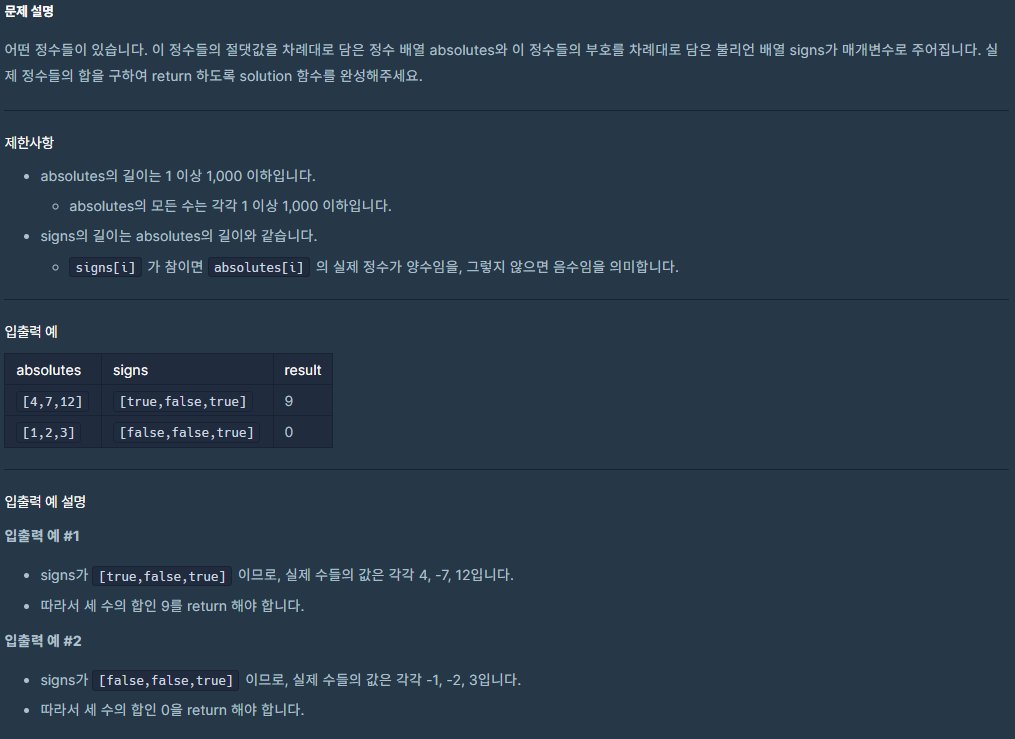 문제 설명
어떤 정수들이 있습니다. 이 정수들의 절댓값을 차례대로 담은 정수 배열 absolutes와 이 정수들의 부호를 차례대로 담은 불리언 배열 signs가 매개변수로 주어집니다. 실
제 정수들의 합을 구하여 return 하도록 solution 함수를 완성해주세요.
제한사항
• absolutes의 길이는 1 이상 1,000 이하입니다.
◦ absolutes의 모든 수는 각각 1 이상 1,000 이하입니다.
• signs의 길이는 absolutes의 길이와 같습니다.
◦ signs[i] 가 참이면 absolutes[i] 의 실제 정수가 양수임을, 그렇지 않으면 음수임을 의미합니다.
입출력 예
absolutes signs result
[4,7,12] [true,false,true] 9
[1,2,3] [false,false,true] 0
입출력 예 설명
입출력 예 #1
• signs가 [true,false,true] 이므로, 실제 수들의 값은 각각 4, -7, 12입니다.
• 따라서 세 수의 합인 9를 return 해야 합니다.
입출력 예 #2
• signs가 [false,false,true] 이므로, 실제 수들의 값은 각각 -1, -2, 3입니다.
• 따라서 세 수의 합인 0을 return 해야 합니다.